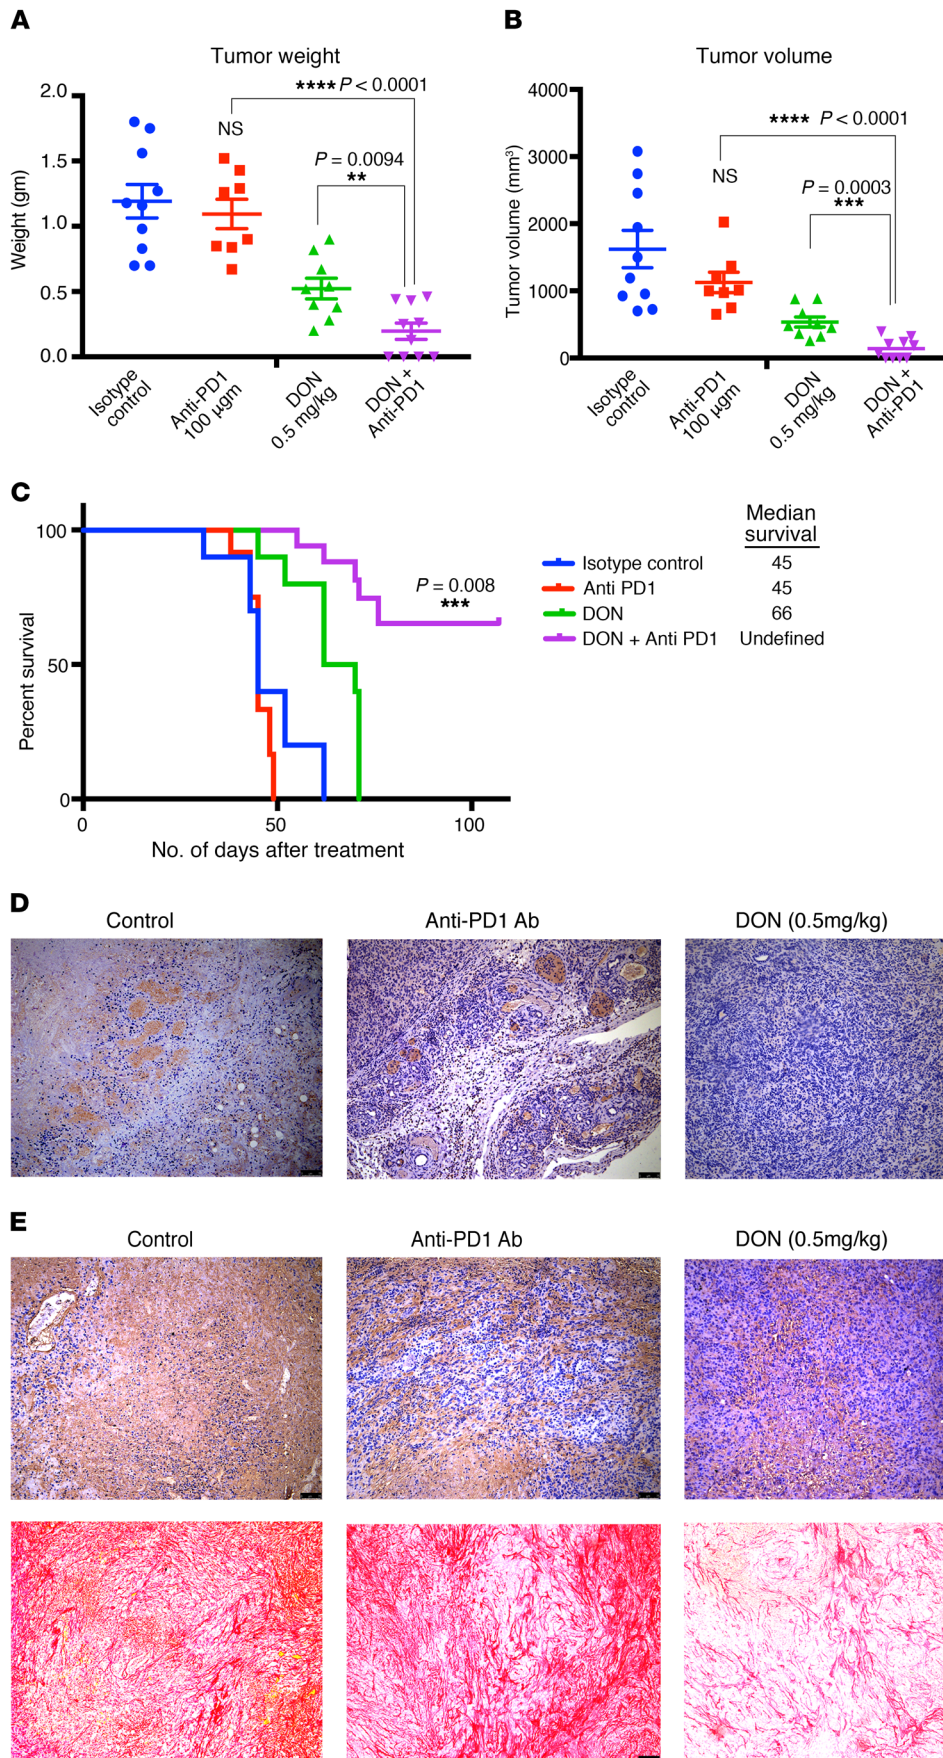 A
Tumor weight
**** P < 0.0001
NS
P = 0.0094
**
Weight (gm)
2.0
1.5
1.0
0.5
0.0
Isotype
control
Anti-PD1
100 µgm
DON
0.5 mg/kg
DON +
Anti-PD1
B
Tumor volume
**** P < 0.0001
NS
P = 0.0003
***
Tumor volume (mm³)
4000
3000
2000
1000
0
Isotype
control
Anti-PD1
100 µgm
DON
0.5 mg/kg
DON +
Anti-PD1
C
Percent survival
100
50
0
0
50
100
No. of days after treatment
P = 0.008
***
Median
survival
Isotype control 45
Anti PD1 45
DON 66
DON + Anti PD1 Undefined
D
Control
Anti-PD1 Ab
DON (0.5mg/kg)
E
Control
Anti-PD1 Ab
DON (0.5mg/kg)